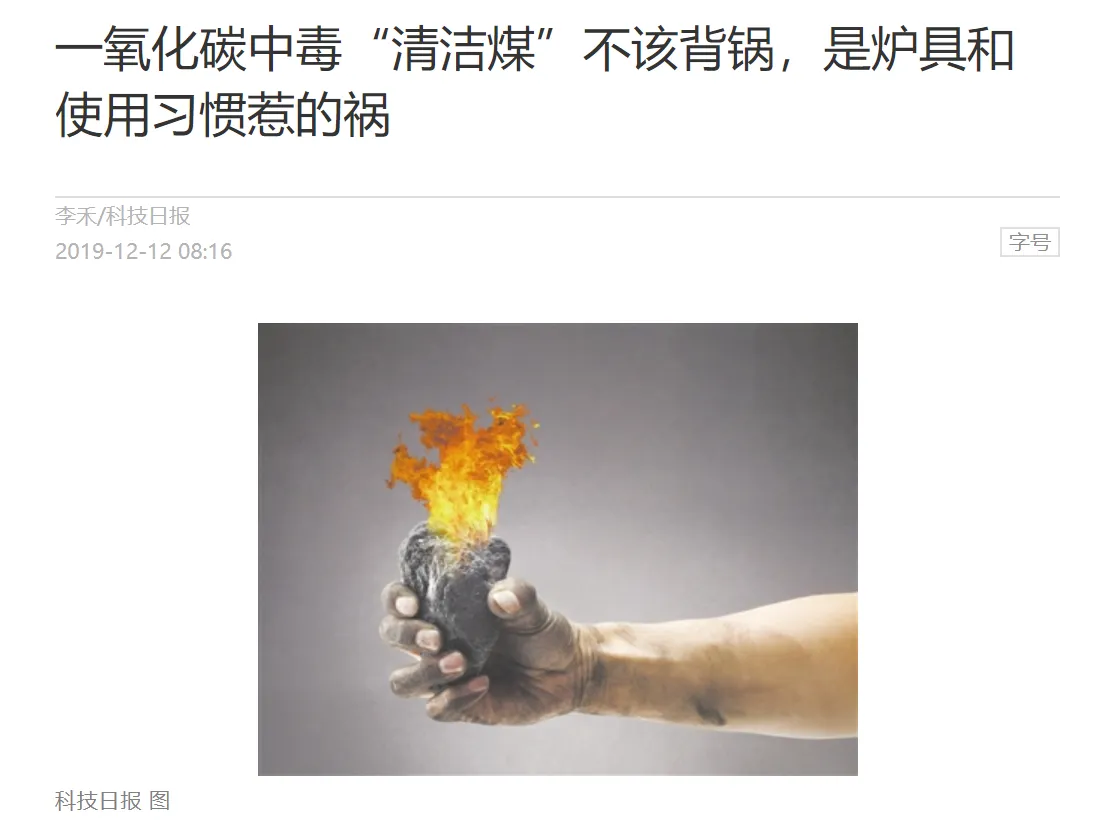 一氧化碳中毒“清洁煤”不该背锅，是炉具和
使用习惯惹的祸
李禾/科技日报
2019-12-12 08:16
字号
科技日报 图